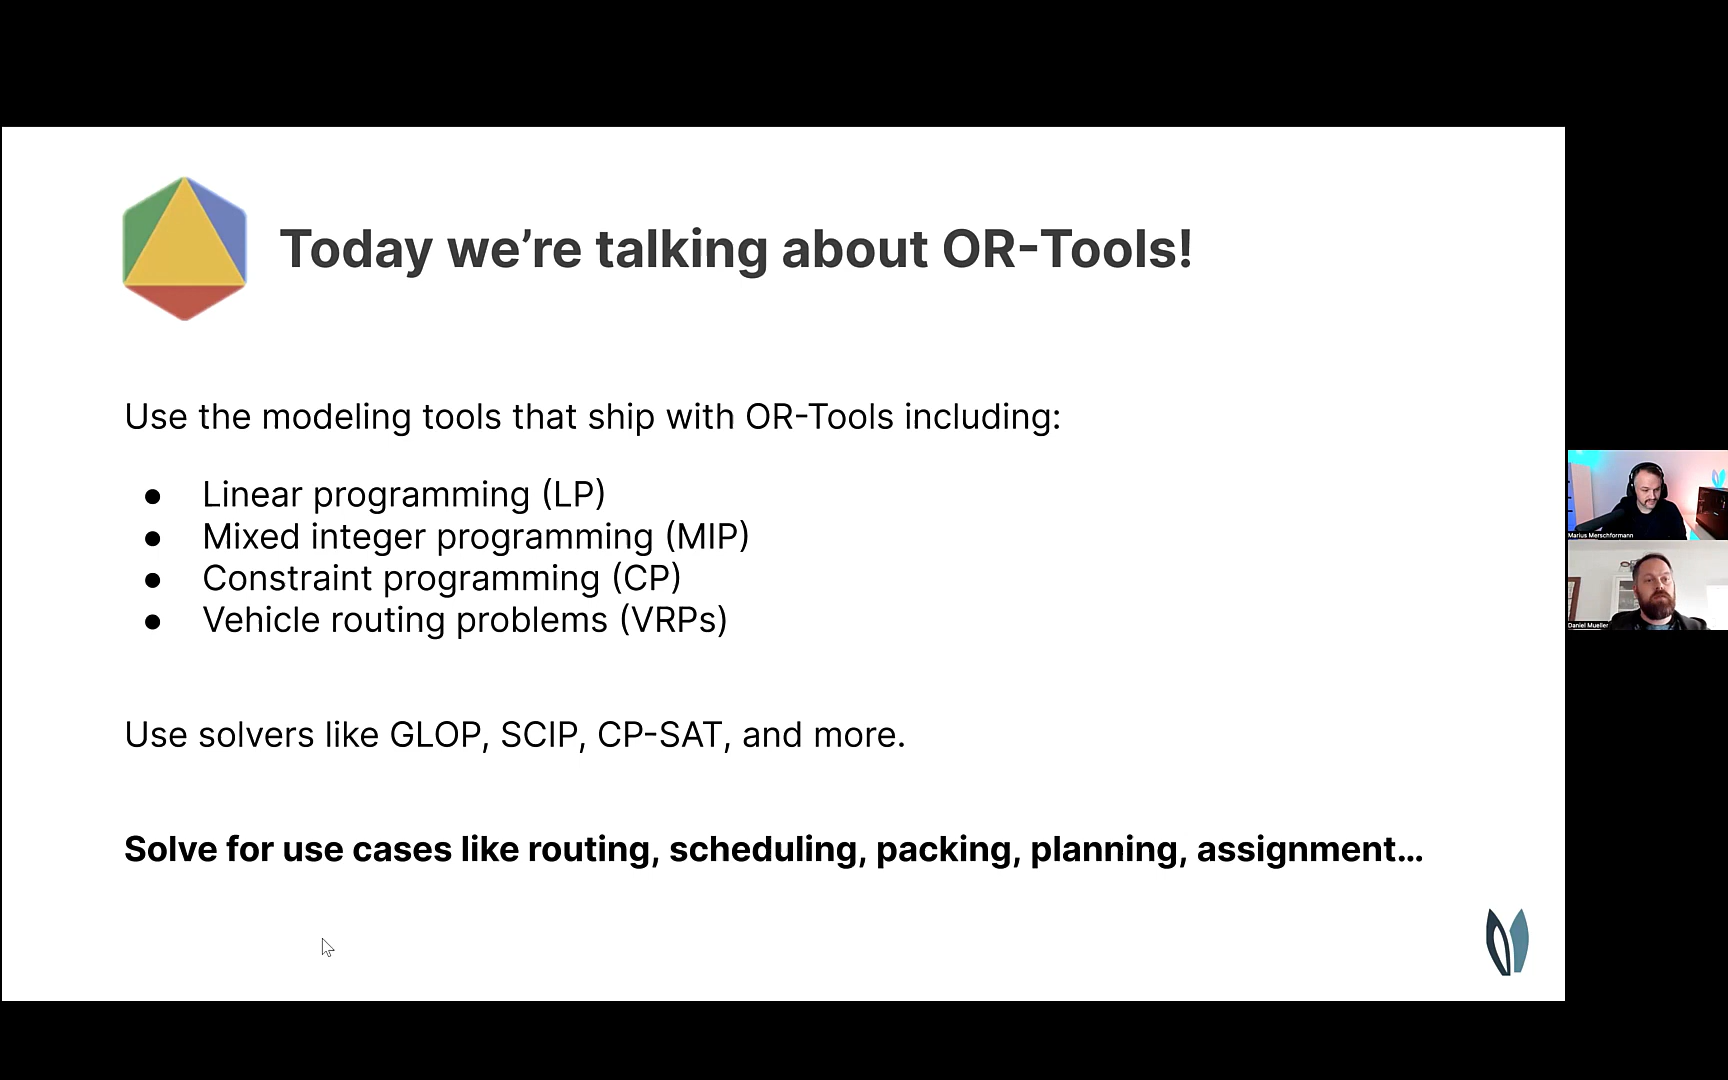 Today we’re talking about OR-Tools!
Use the modeling tools that ship with OR-Tools including:
● Linear programming (LP)
● Mixed integer programming (MIP)
● Constraint programming (CP)
● Vehicle routing problems (VRPs)
Use solvers like GLOP, SCIP, CP-SAT, and more.
Solve for use cases like routing, scheduling, packing, planning, assignment…
Marius Merschformann
Daniel Mueller